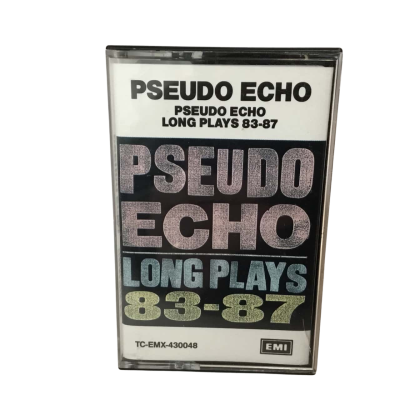 PSEUDO ECHO
PSEUDO ECHO
LONG PLAYS 83-87
PSEUDO
ECHO
LONG PLAYS
83-87
TC-EMX-430048
EMI